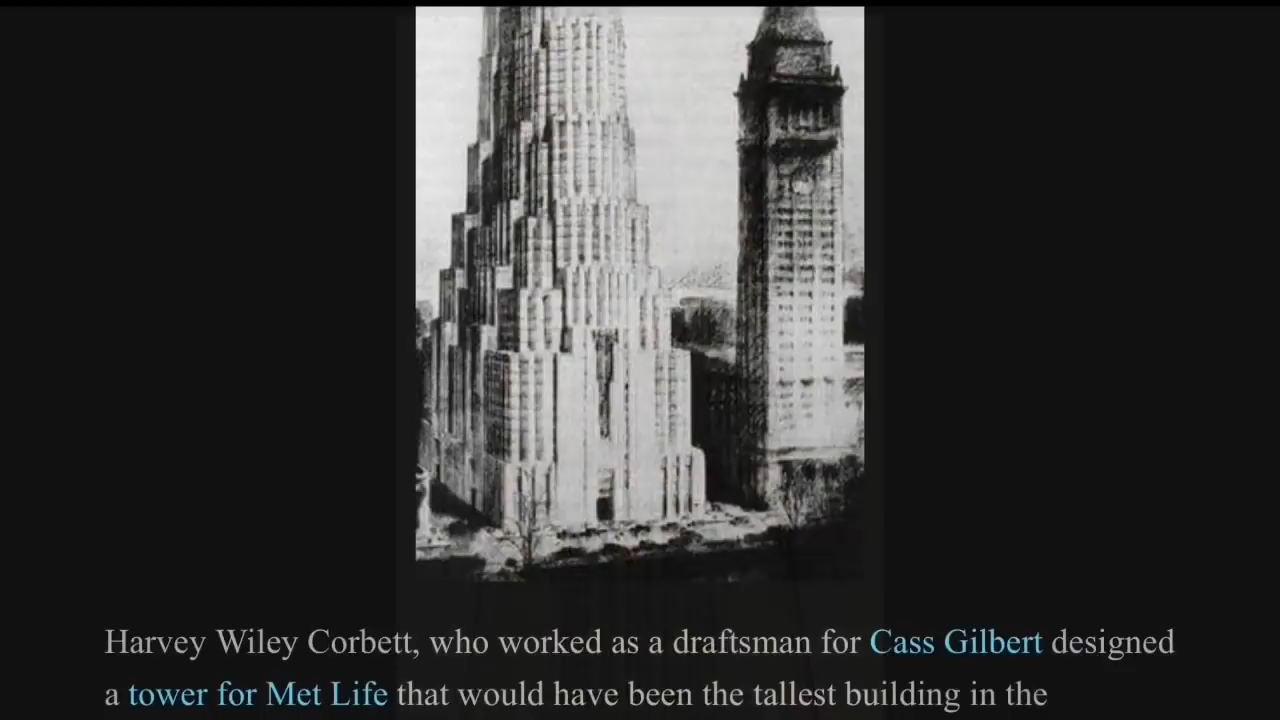 Harvey Wiley Corbett, who worked as a draftsman for Cass Gilbert designed
a tower for Met Life that would have been the tallest building in the